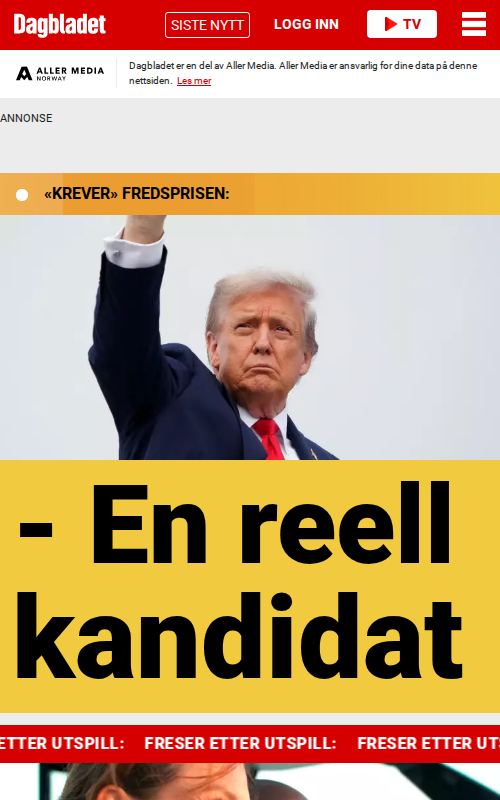 Dagbladet
SISTE NYTT
LOGG INN
TV
ALLER MEDIA
NORWAY
Dagbladet er en del av Aller Media. Aller Media er ansvarlig for dine data på denne
nettsiden. Les mer
ANNONSE
«KREVER» FREDSPRISEN:
- En reell
kandidat
ETTER UTSPILL: FRESER ETTER UTSPILL: FRESER ETTER UTS